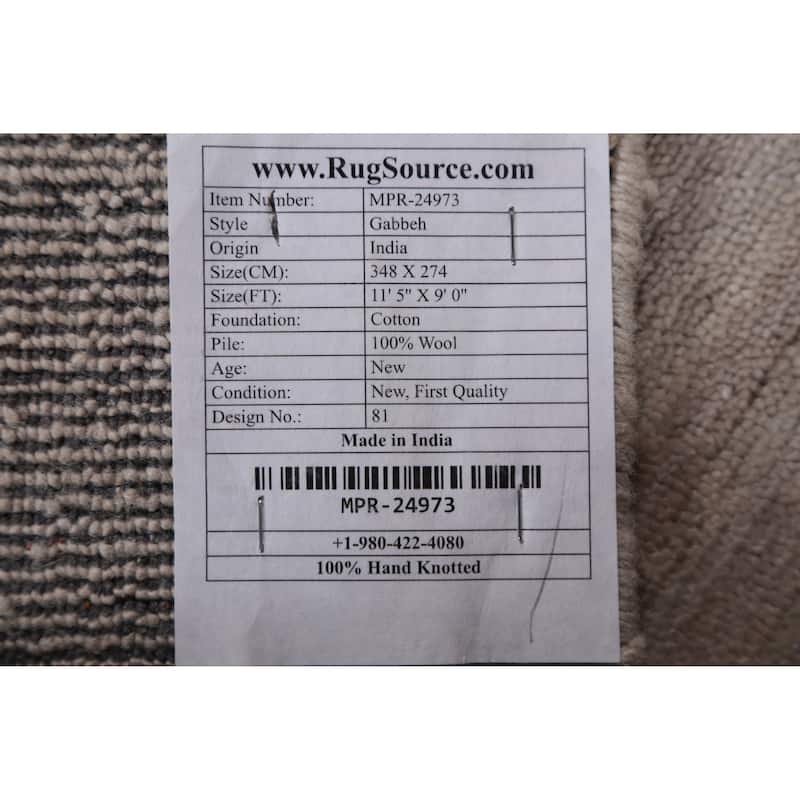 www.RugSource.com
Item Number: MPR-24973
Style Gabbeh
Origin India
Size(CM): 348 X 274
Size(FT): 11' 5" X 9' 0"
Foundation: Cotton
Pile: 100% Wool
Age: New
Condition: New, First Quality
Design No.: 81
Made in India
MPR-24973
+1-980-422-4080
100% Hand Knotted